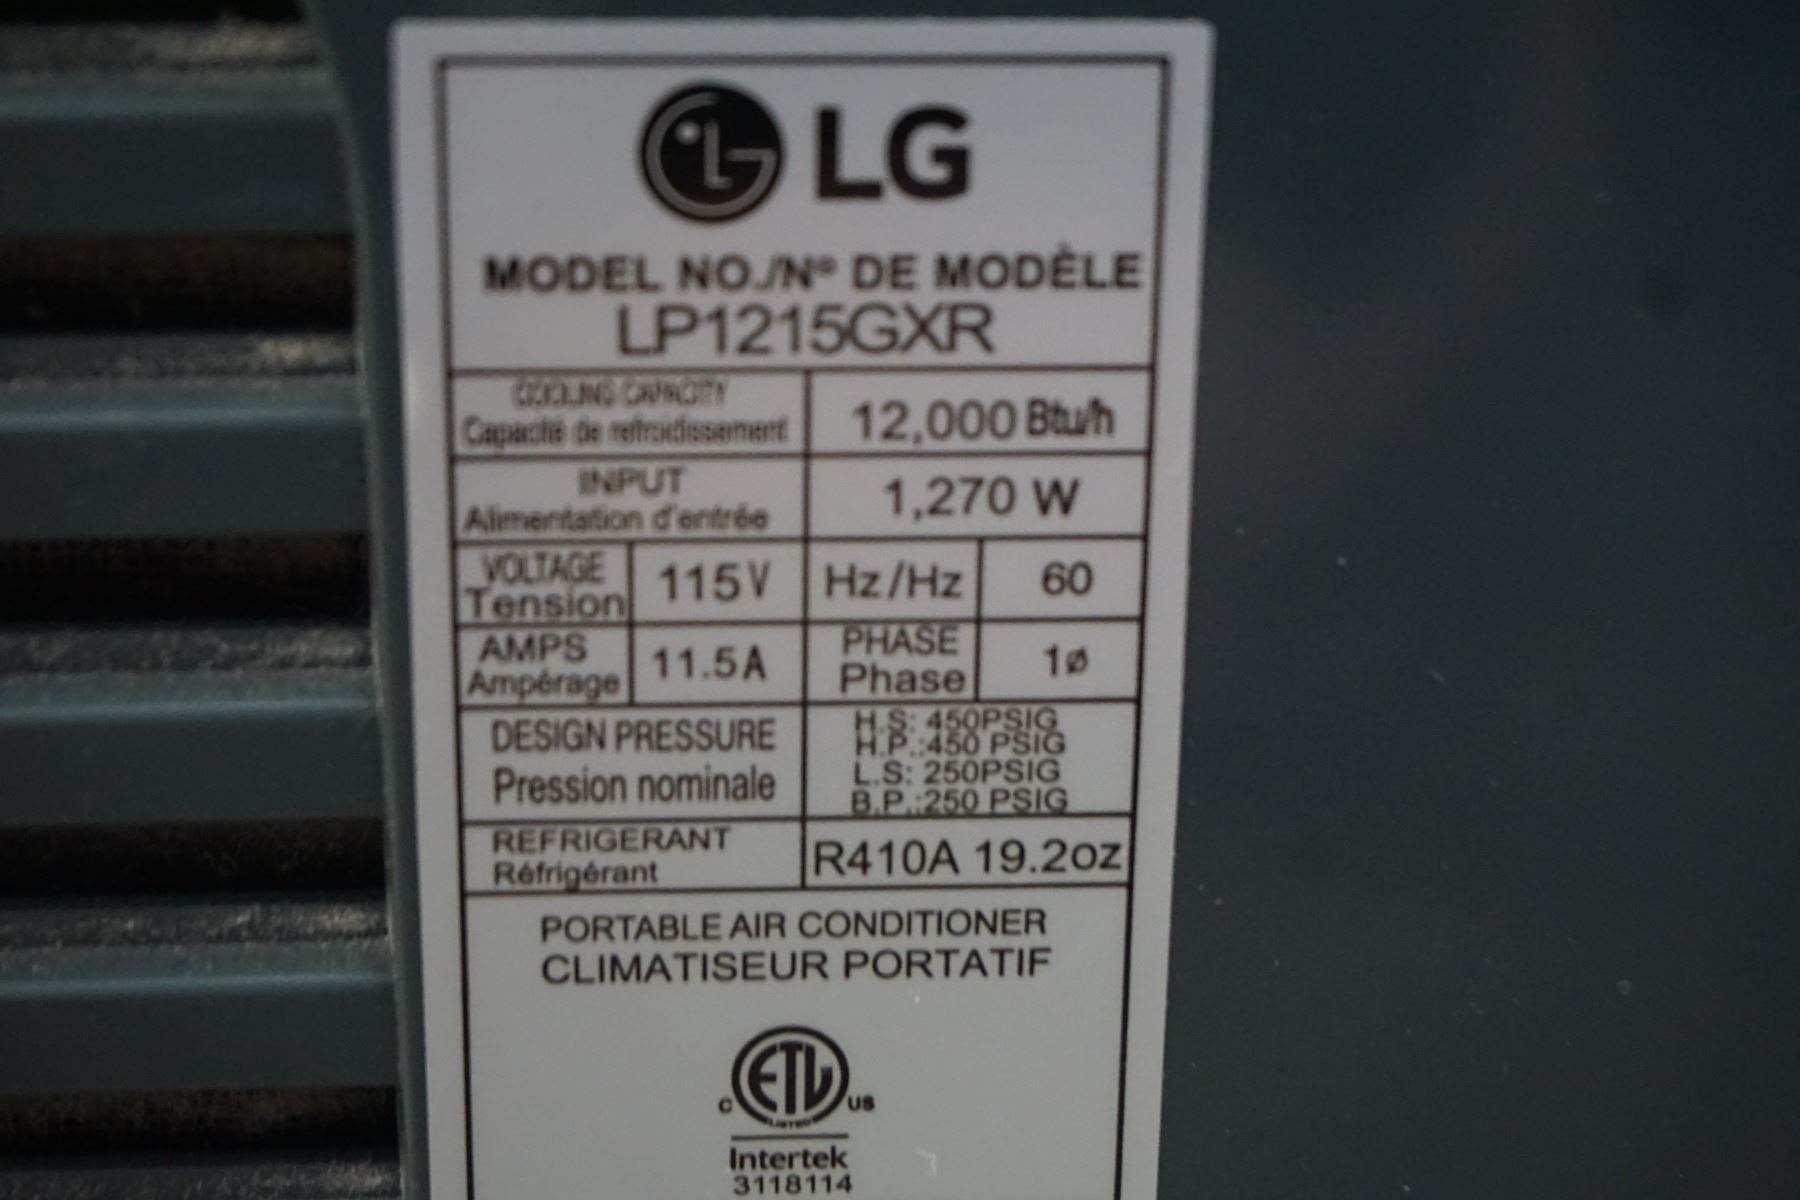 LG
MODEL NO./Nº DE MODÈLE
LP1215GXR
COOLING CAPACITY
Capacité de refroidissement
12,000 Btu/h
INPUT
Alimentation d'entrée
1,270 W
VOLTAGE
Tension
115V
Hz/Hz
60
AMPS
Ampérage
11.5A
PHASE
Phase
1ø
DESIGN PRESSURE
Pression nominale
H.S: 450PSIG
H.P.:450 PSIG
L.S: 250PSIG
B.P.:250 PSIG
REFRIGERANT
Réfrigérant
R410A 19.2oz
PORTABLE AIR CONDITIONER
CLIMATISEUR PORTATIF
ETL
C US
LISTED
Intertek
3118114